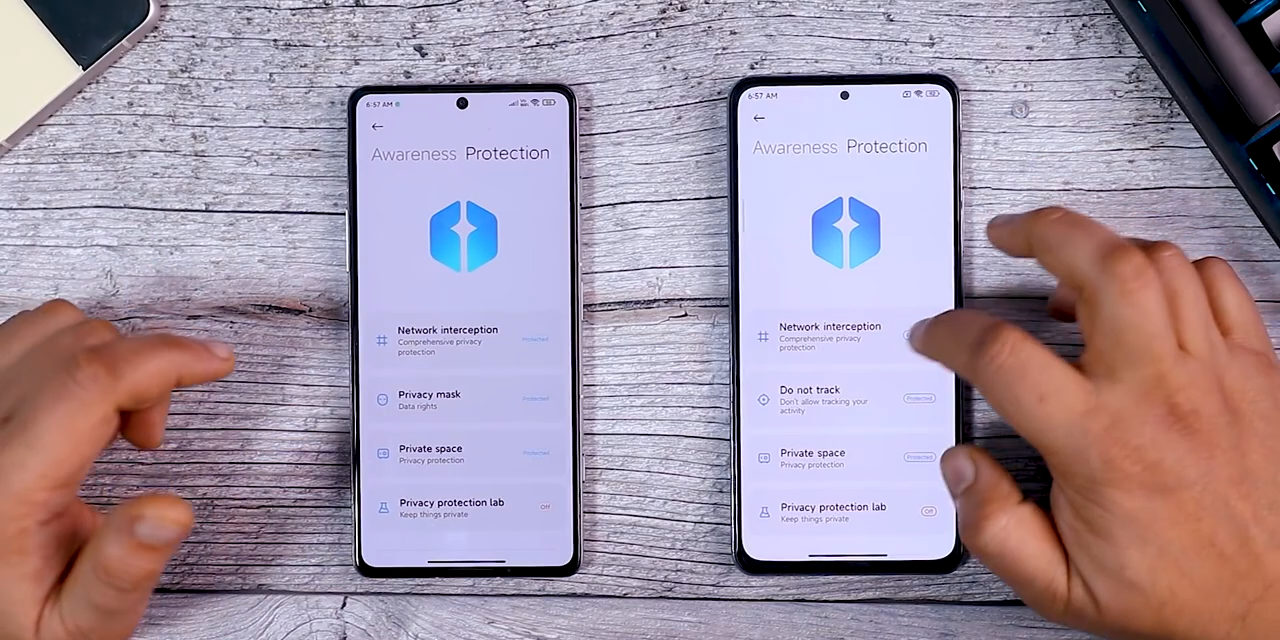 6:57 AM
Awareness Protection
Network interception
Comprehensive privacy
protection
Protected
Privacy mask
Data rights
Protected
Private space
Privacy protection
Protected
Privacy protection lab
Keep things private
Off
6:57 AM
Awareness Protection
Network interception
Comprehensive privacy
protection
Do not track
Don't allow tracking your
activity
Protected
Private space
Privacy protection
Protected
Privacy protection lab
Keep things private
Off